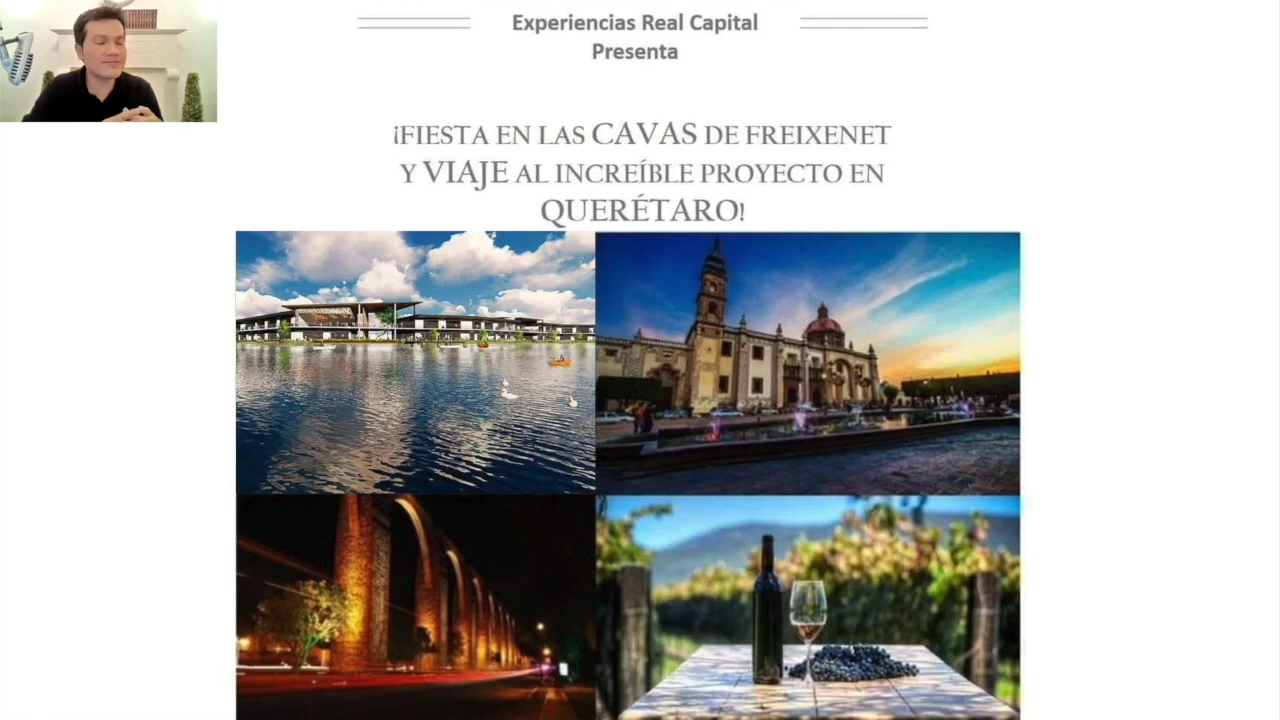 Experiencias Real Capital
Presenta
¡FIESTA EN LAS CAVAS DE FREIXENET
Y VIAJE AL INCREÍBLE PROYECTO EN
QUERÉTARO!